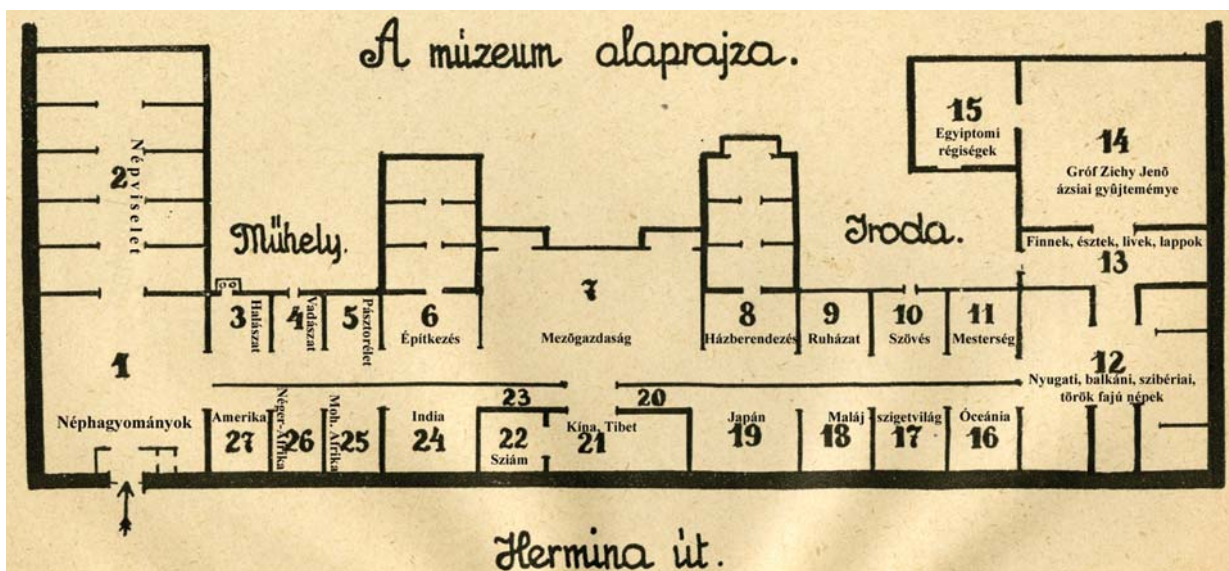 A múzeum alaprajza.
2
Népviselet
Műhely.
Iroda.
15
Egyiptomi
régiségek
14
Gróf Zichy Jenő
ázsiai gyûjtemémye
Finnek, észtek, livek, lappok
13
1
Néphagyományok
3
Halászat
4
Vadászat
5
Pásztorélet
6
Építkezés
7
Mezõgazdaság
8
Házberendezés
9
Ruházat
10
Szövés
11
Mesterség
12
Nyugati, balkáni, szibériai,
török fajú népek
23
20
Amerika
27
Néger-Afrika
26
Moh. Afrika
25
India
24
22
Sziám
Kína, Tibet
21
Japán
19
Maláj - szigetvilág
18
17
Óceánia
16
Hermina út.